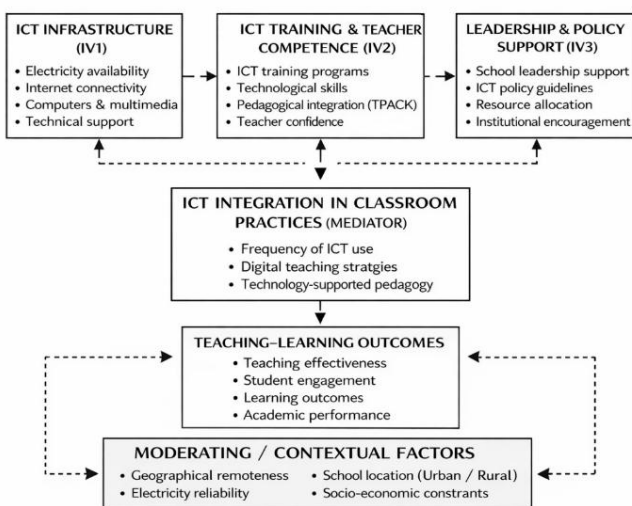 ICT INFRASTRUCTURE
(IV1)
• Electricity availability
• Internet connectivity
• Computers & multimedia
• Technical support
ICT TRAINING & TEACHER
COMPETENCE (IV2)
• ICT training programs
• Technological skills
• Pedagogical integration (TPACK)
• Teacher confidence
LEADERSHIP & POLICY
SUPPORT (IV3)
• School leadership support
• ICT policy guidelines
• Resource allocation
• Institutional encouragement
ICT INTEGRATION IN CLASSROOM
PRACTICES (MEDIATOR)
• Frequency of ICT use
• Digital teaching stratgies
• Technology-supported pedagogy
TEACHING–LEARNING OUTCOMES
• Teaching effectiveness
• Student engagement
• Learning outcomes
• Academic performance
MODERATING / CONTEXTUAL FACTORS
• Geographical remoteness
• Electricity reliability
• School location (Urban / Rural)
• Socio-economic constrants